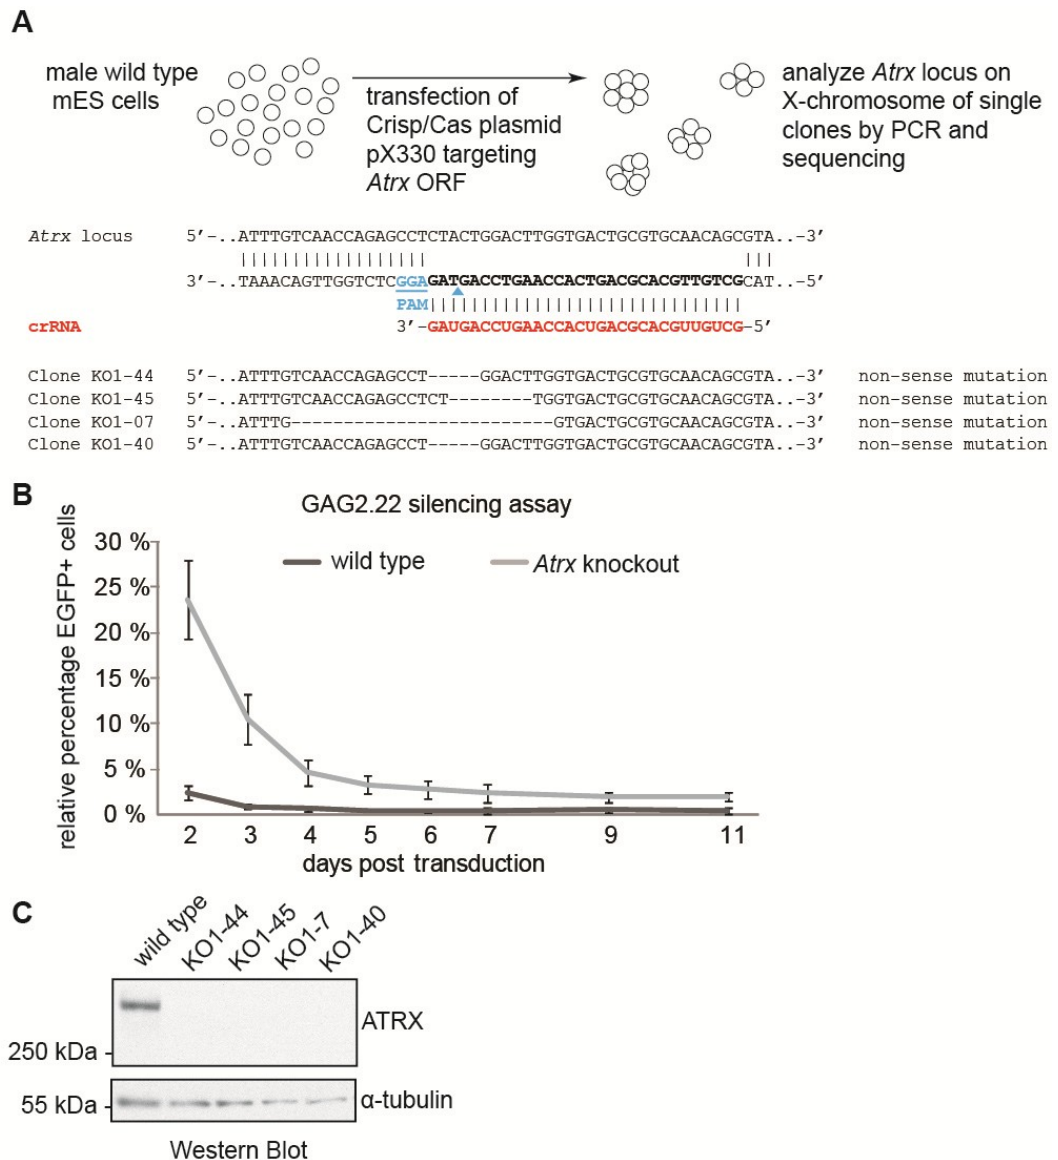 A
male wild type
mES cells
transfection of
Crisp/Cas plasmid
pX330 targeting
Atrx ORF
analyze Atrx locus on
X-chromosome of single
clones by PCR and
sequencing
Atrx locus 5′-..ATTTGTCAACCAGAGCCTCTACTGGACTTGGTGACTGCGTGCAACAGCGTA..-3′
3′-..TAAACAGTTGGTCTCGGAGATGACCTGAACCACTGACGCACGTTGTCGCAT..-5′
PAM
crRNA 3′-GAUGACCUGAACCACUGACGCACGUUGUCG-5′
Clone KO1-44 5′-..ATTTGTCAACCAGAGCCT-----GGACTTGGTGACTGCGTGCAACAGCGTA..-3′ non-sense mutation
Clone KO1-45 5′-..ATTTGTCAACCAGAGCCTCT--------TGGTGACTGCGTGCAACAGCGTA..-3′ non-sense mutation
Clone KO1-07 5′-..ATTTG-------------------------GTGACTGCGTGCAACAGCGTA..-3′ non-sense mutation
Clone KO1-40 5′-..ATTTGTCAACCAGAGCCT-----GGACTTGGTGACTGCGTGCAACAGCGTA..-3′ non-sense mutation
B
GAG2.22 silencing assay
wild type
Atrx knockout
relative percentage EGFP+ cells
30 %
25 %
20 %
15 %
10 %
5 %
0 %
2 3 4 5 6 7 9 11
days post transduction
C
wild type
KO1-44
KO1-45
KO1-7
KO1-40
ATRX
250 kDa
55 kDa
α-tubulin
Western Blot